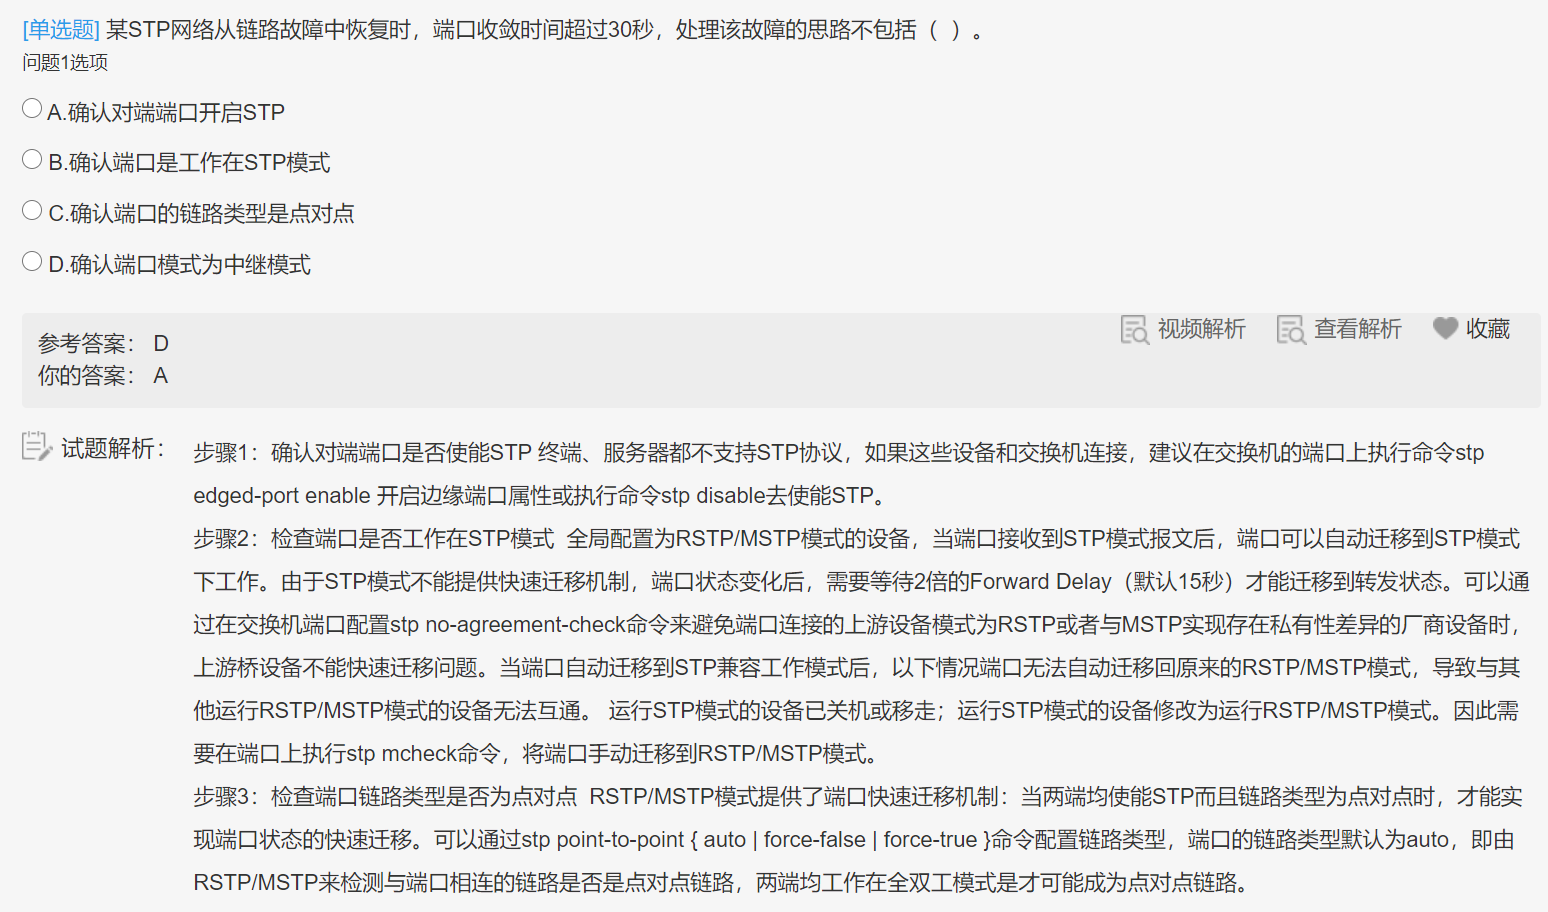 [单选题] 某STP网络从链路故障中恢复时，端口收敛时间超过30秒，处理该故障的思路不包括（ ）。
问题1选项
A.确认对端端口开启STP
B.确认端口是工作在STP模式
C.确认端口的链路类型是点对点
D.确认端口模式为中继模式
视频解析 查看解析 收藏
参考答案： D
你的答案： A
试题解析： 步骤1：确认对端端口是否使能STP 终端、服务器都不支持STP协议，如果这些设备和交换机连接，建议在交换机的端口上执行命令stp
edged-port enable 开启边缘端口属性或执行命令stp disable去使能STP。
步骤2：检查端口是否工作在STP模式 全局配置为RSTP/MSTP模式的设备，当端口接收到STP模式报文后，端口可以自动迁移到STP模式
下工作。由于STP模式不能提供快速迁移机制，端口状态变化后，需要等待2倍的Forward Delay（默认15秒）才能迁移到转发状态。可以通
过在交换机端口配置stp no-agreement-check命令来避免端口连接的上游设备模式为RSTP或者与MSTP实现存在私有性差异的厂商设备时，
上游桥设备不能快速迁移问题。当端口自动迁移到STP兼容工作模式后，以下情况端口无法自动迁移回原来的RSTP/MSTP模式，导致与其
他运行RSTP/MSTP模式的设备无法互通。 运行STP模式的设备已关机或移走；运行STP模式的设备修改为运行RSTP/MSTP模式。因此需
要在端口上执行stp mcheck命令，将端口手动迁移到RSTP/MSTP模式。
步骤3：检查端口链路类型是否为点对点 RSTP/MSTP模式提供了端口快速迁移机制：当两端均使能STP而且链路类型为点对点时，才能实
现端口状态的快速迁移。可以通过stp point-to-point { auto | force-false | force-true }命令配置链路类型，端口的链路类型默认为auto，即由
RSTP/MSTP来检测与端口相连的链路是否是点对点链路，两端均工作在全双工模式是才可能成为点对点链路。